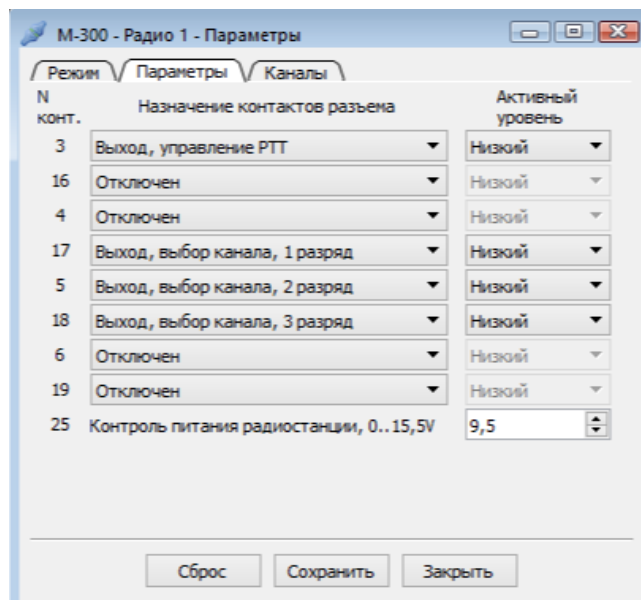 М-300 - Радио 1 - Параметры
Режим Параметры Каналы
N конт. Назначение контактов разъема Активный уровень
3 Выход, управление РТТ Низкий
16 Отключен Низкий
4 Отключен Низкий
17 Выход, выбор канала, 1 разряд Низкий
5 Выход, выбор канала, 2 разряд Низкий
18 Выход, выбор канала, 3 разряд Низкий
6 Отключен Низкий
19 Отключен Низкий
25 Контроль питания радиостанции, 0..15,5V 9,5
Сброс Сохранить Закрыть